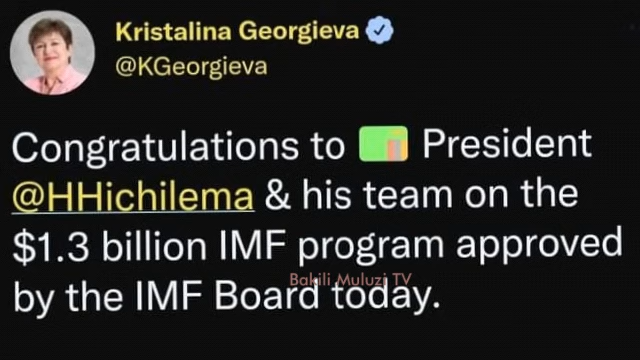 Kristalina Georgieva
@KGeorgieva
Congratulations to 🇿🇲 President
@HHichilema & his team on the
$1.3 billion IMF program approved
by the IMF Board today.
Bakili Muluzi TV